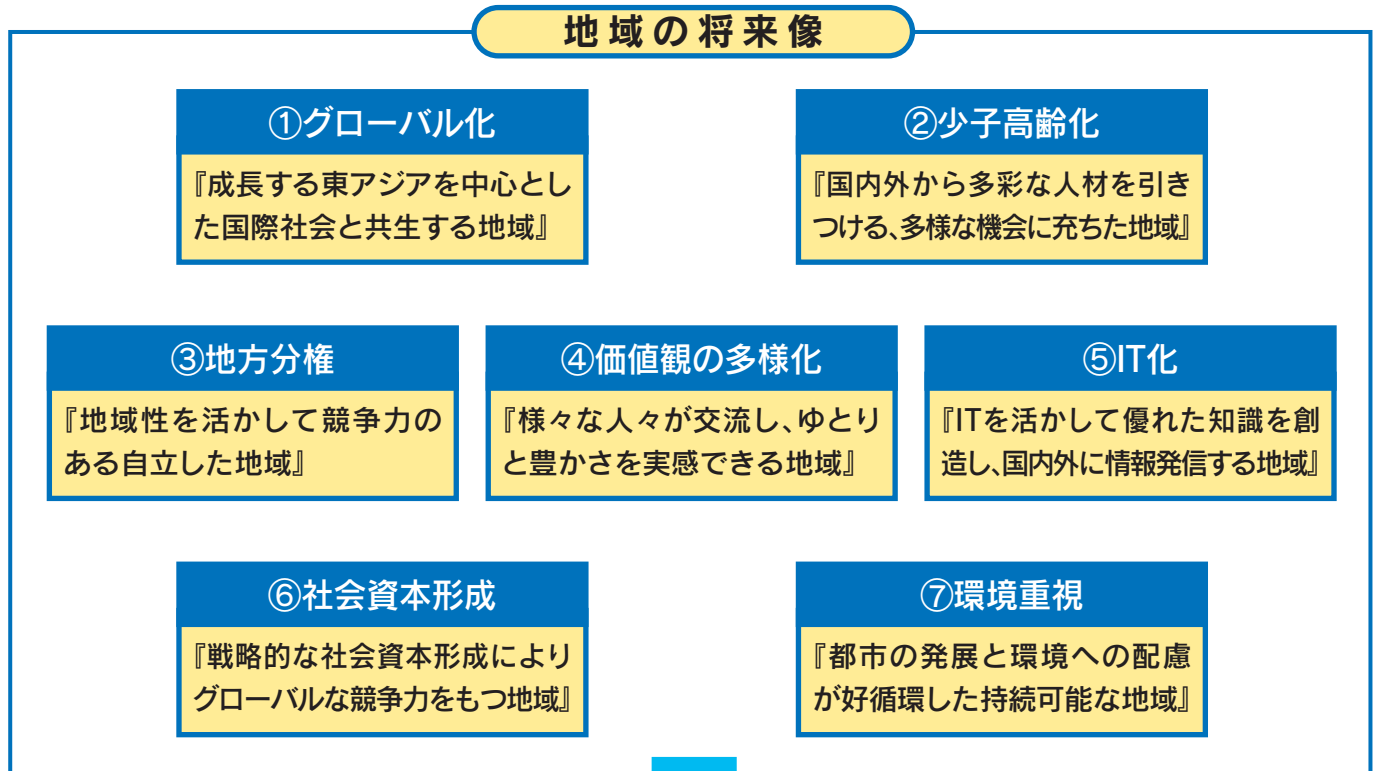 地域の将来像
①グローバル化
『成長する東アジアを中心とし
た国際社会と共生する地域』
②少子高齢化
『国内外から多彩な人材を引き
つける、多様な機会に充ちた地域』
③地方分権
『地域性を活かして競争力の
ある自立した地域』
④価値観の多様化
『様々な人々が交流し、ゆとり
と豊かさを実感できる地域』
⑤IT化
『ITを活かして優れた知識を創
造し、国内外に情報発信する地域』
⑥社会資本形成
『戦略的な社会資本形成により
グローバルな競争力をもつ地域』
⑦環境重視
『都市の発展と環境への配慮
が好循環した持続可能な地域』